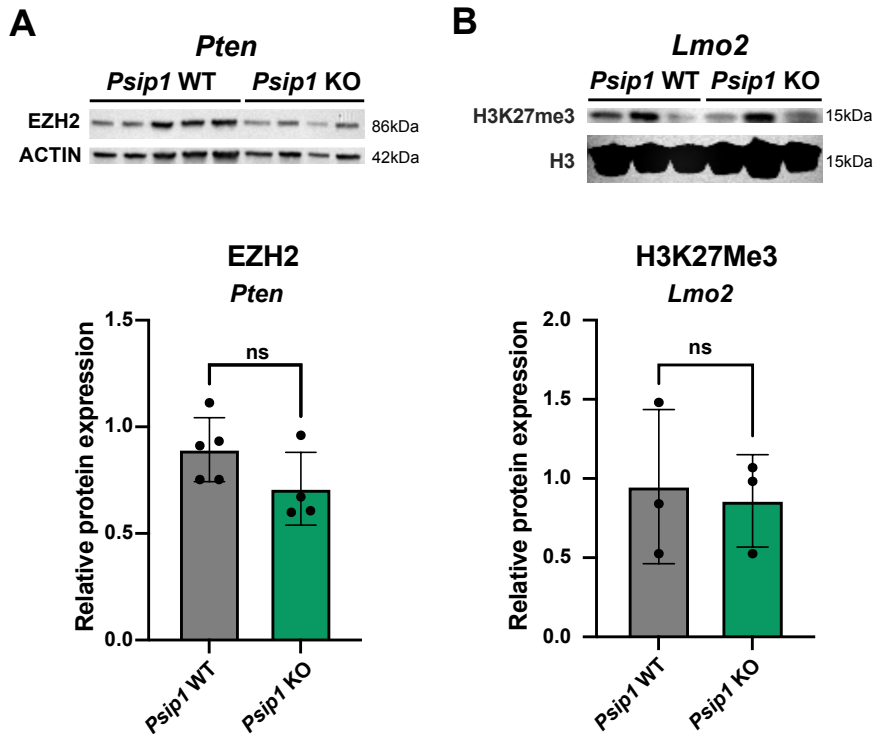 A
Pten
Psip1 WT Psip1 KO
EZH2 86kDa
ACTIN 42kDa
EZH2
Pten
Relative protein expression
1.5
1.0
0.5
0.0
ns
Psip1 WT
Psip1 KO
B
Lmo2
Psip1 WT Psip1 KO
H3K27me3 15kDa
H3 15kDa
H3K27Me3
Lmo2
Relative protein expression
2.0
1.5
1.0
0.5
0.0
ns
Psip1 WT
Psip1 KO